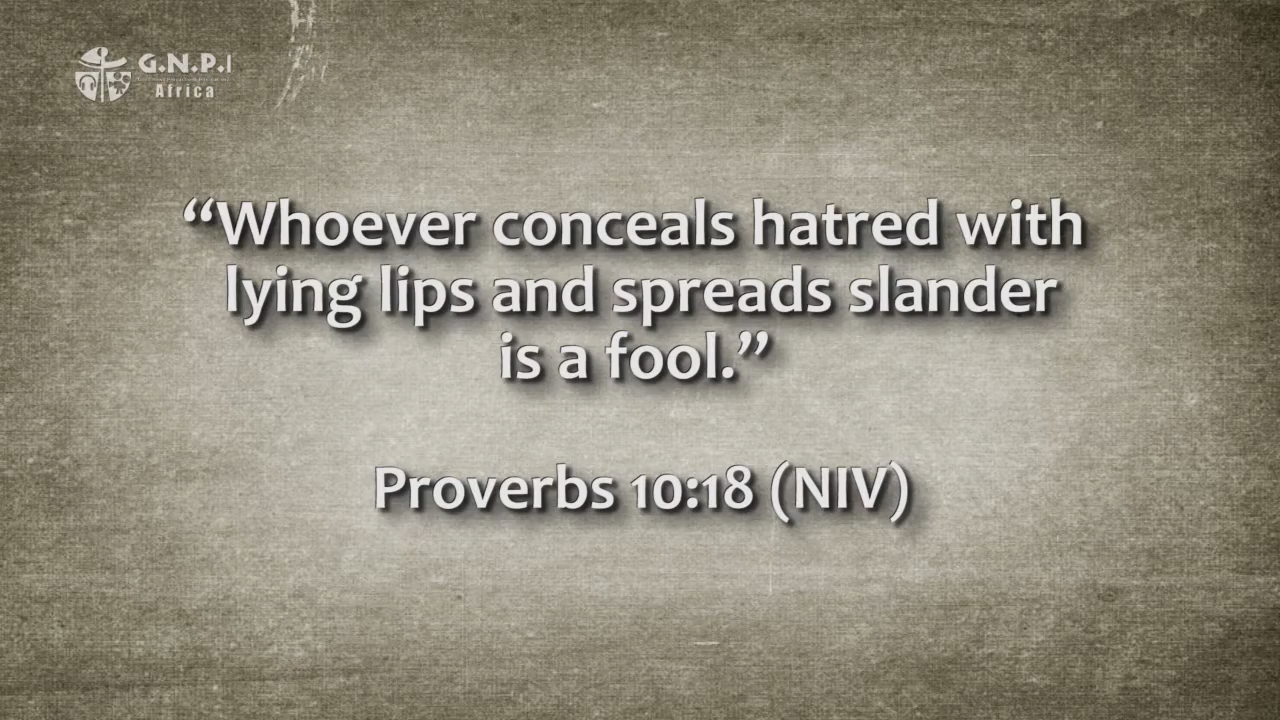 G.N.P.I
Africa
“Whoever conceals hatred with
lying lips and spreads slander
is a fool.”
Proverbs 10:18 (NIV)